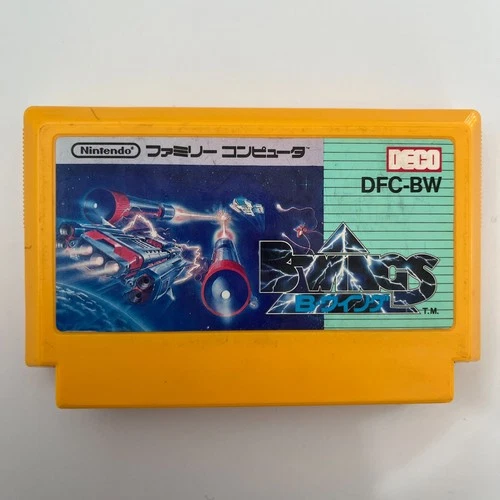 Nintendo ファミリー コンピュータ
DECO
DFC-BW
B-WINGS
Bウイング
T.M.